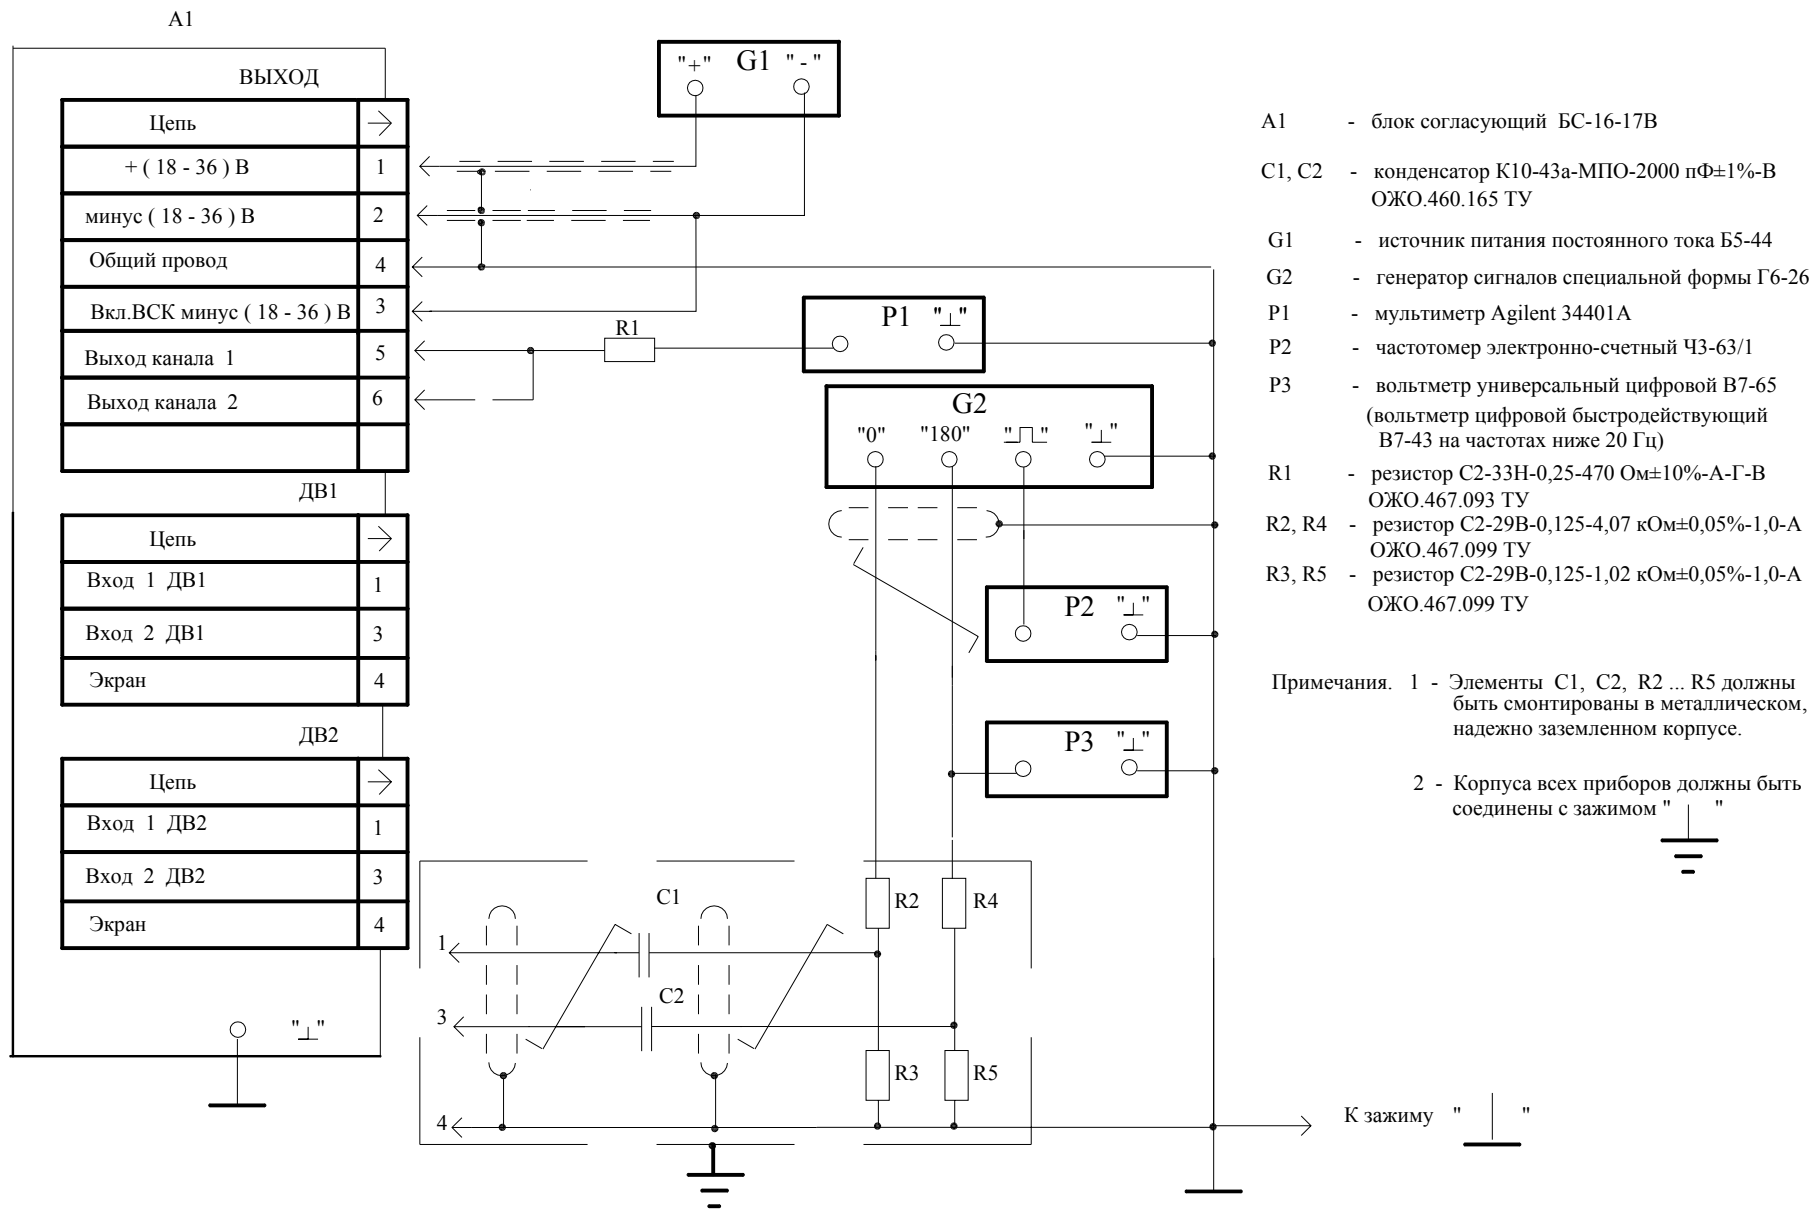 А1
ВЫХОД
Цепь
+ ( 18 - 36 ) В 1
минус ( 18 - 36 ) В 2
Общий провод 4
Вкл.ВСК минус ( 18 - 36 ) В 3
Выход канала 1 5
Выход канала 2 6
ДВ1
Цепь
Вход 1 ДВ1 1
Вход 2 ДВ1 3
Экран 4
ДВ2
Цепь
Вход 1 ДВ2 1
Вход 2 ДВ2 3
Экран 4
"⊥"
"+" G1 "-"
R1
P1 "⊥"
G2
"0" "180" "⎍" "⊥"
P2 "⊥"
P3 "⊥"
C1
R2 R4
1
C2
3
R3 R5
4
К зажиму " ⊥ "
А1 - блок согласующий БС-16-17В
С1, С2 - конденсатор К10-43а-МПО-2000 пФ±1%-В
ОЖО.460.165 ТУ
G1 - источник питания постоянного тока Б5-44
G2 - генератор сигналов специальной формы Г6-26
P1 - мультиметр Agilent 34401А
P2 - частотомер электронно-счетный Ч3-63/1
P3 - вольтметр универсальный цифровой В7-65
(вольтметр цифровой быстродействующий
В7-43 на частотах ниже 20 Гц)
R1 - резистор С2-33Н-0,25-470 Ом±10%-А-Г-В
ОЖО.467.093 ТУ
R2, R4 - резистор С2-29В-0,125-4,07 кОм±0,05%-1,0-А
ОЖО.467.099 ТУ
R3, R5 - резистор С2-29В-0,125-1,02 кОм±0,05%-1,0-А
ОЖО.467.099 ТУ
Примечания. 1 - Элементы С1, С2, R2 ... R5 должны
быть смонтированы в металлическом,
надежно заземленном корпусе.
2 - Корпуса всех приборов должны быть
соединены с зажимом " ⏚ "